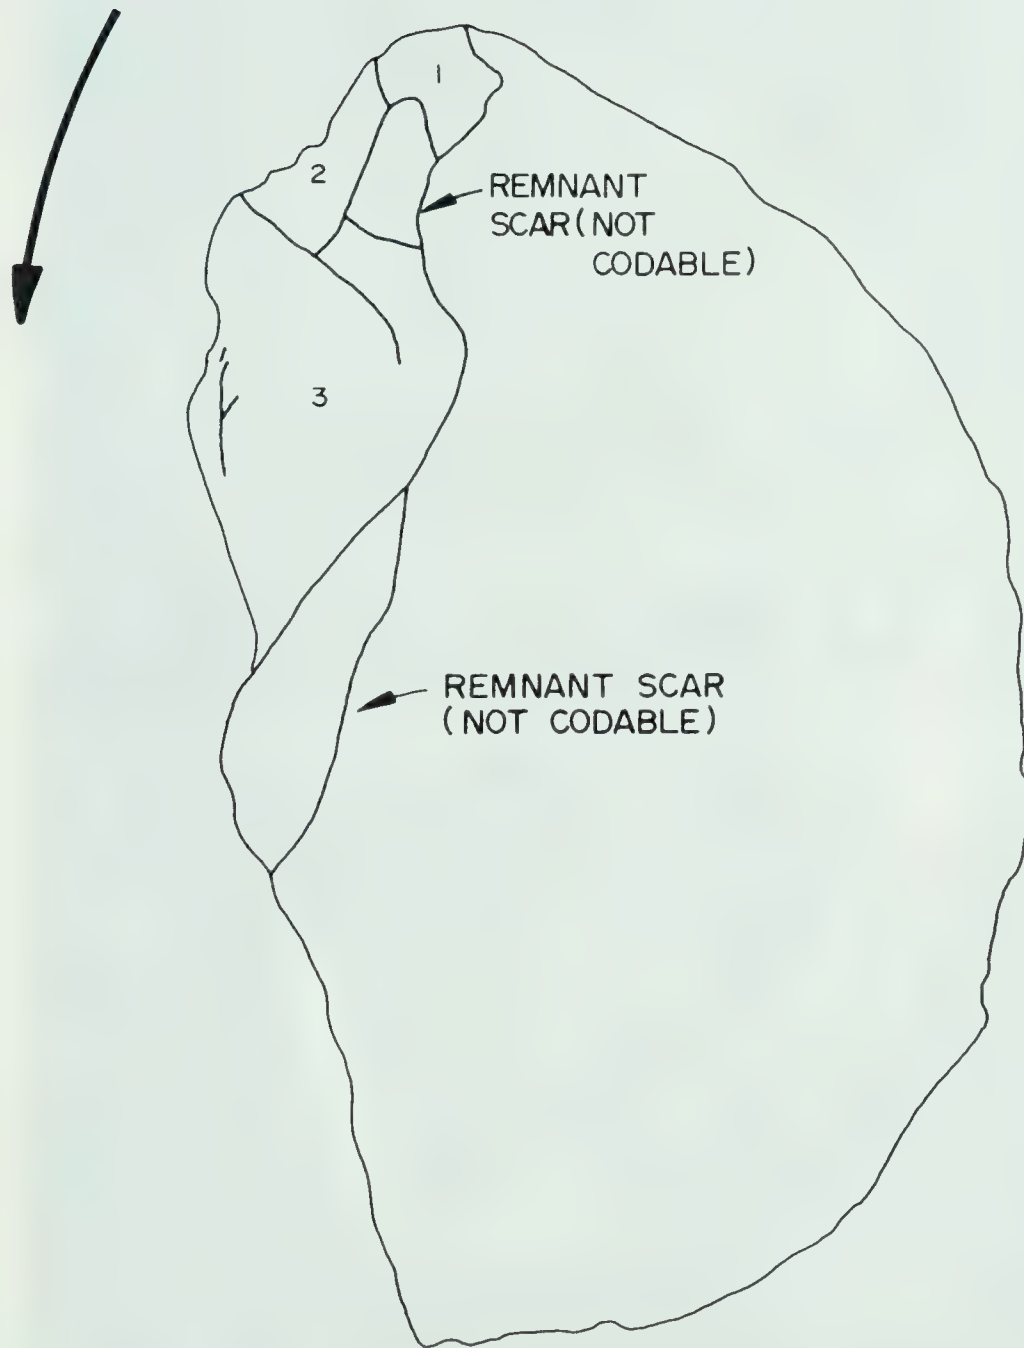 1
2
REMNANT
SCAR(NOT
CODABLE)
3
REMNANT SCAR
(NOT CODABLE)